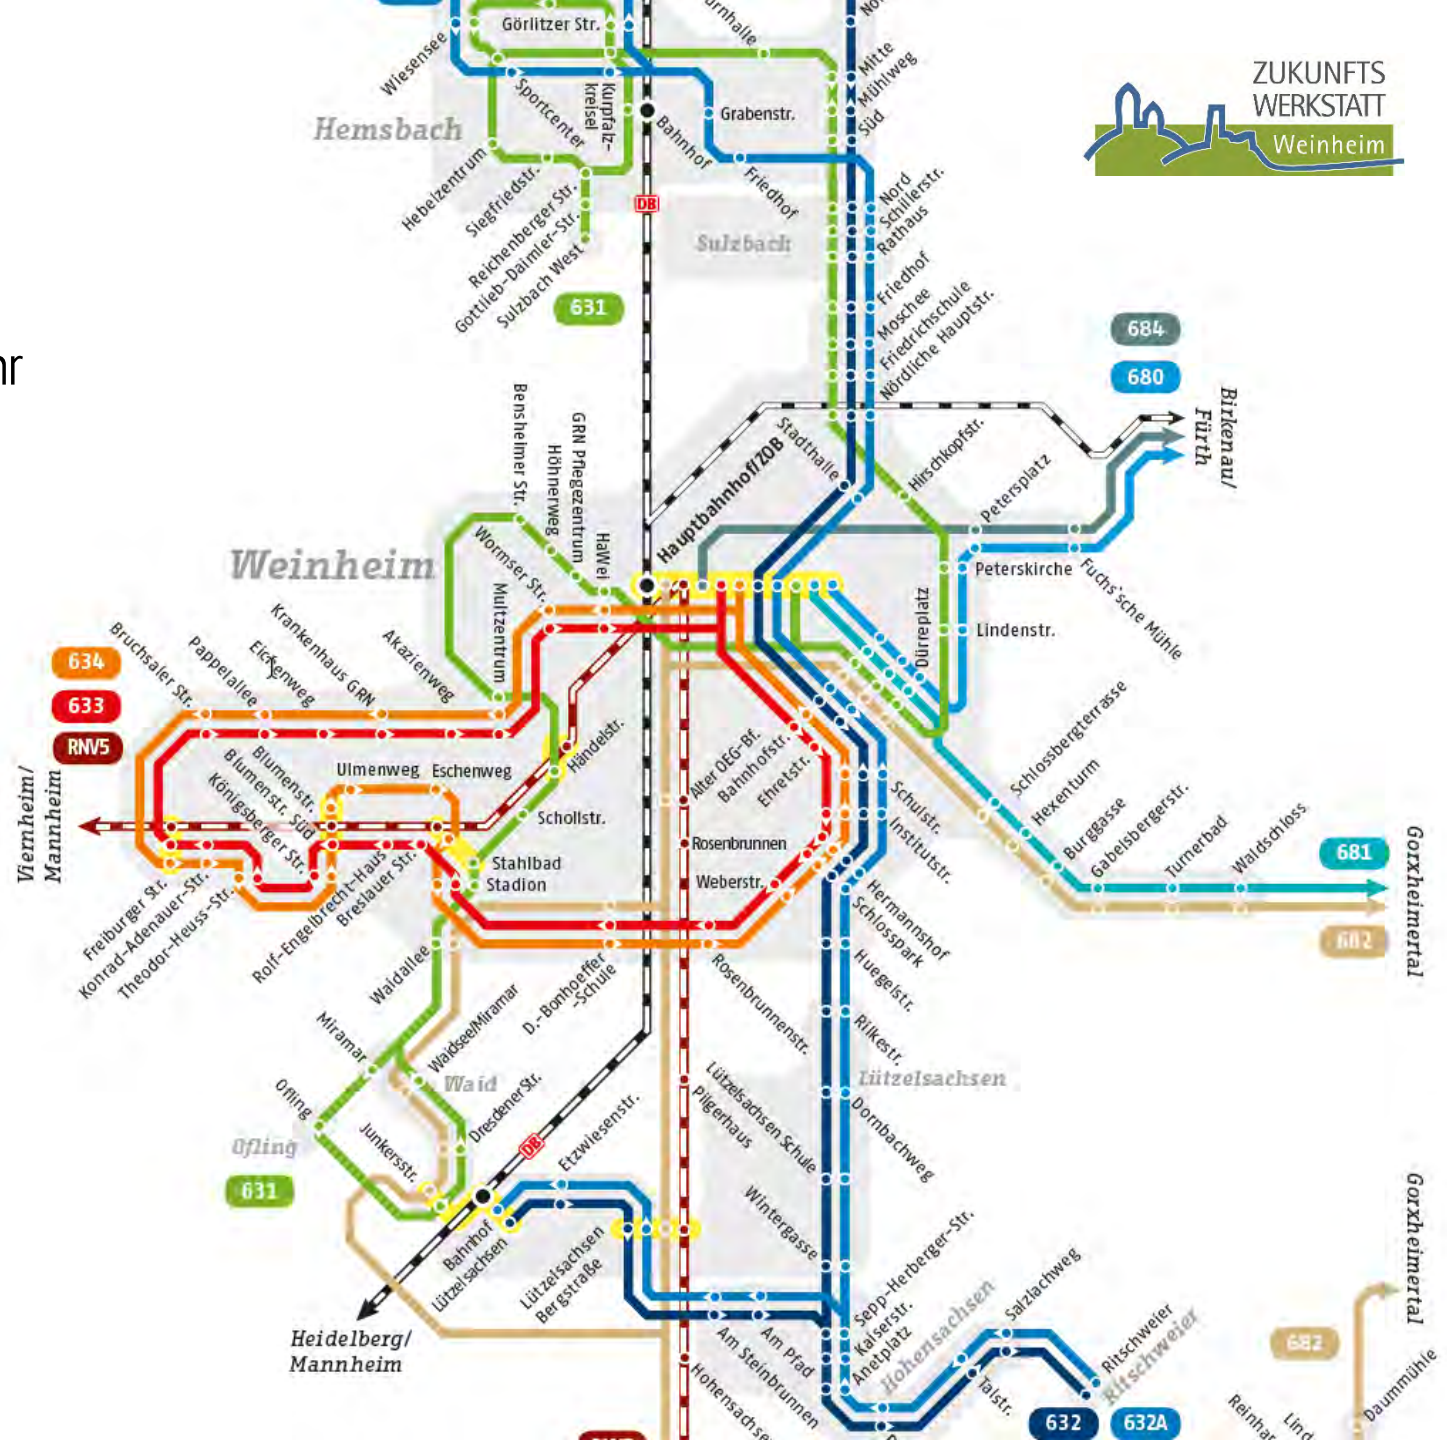 Görlitzer Str.
Wiesensee
Sportcenter
Kurpfalz-
kreisel
Hemsbach
Bahnhof
Grabenstr.
Friedhof
Mitte
Mühlweg
Süd
ZUKUNFTS
WERKSTATT
Weinheim
Hebelzentrum
Siegfriedstr.
Reichenberger Str.
Gottlieb-Daimler-Str.
Sulzbach West
DB
Sulzbach
Nord
Schillerstr.
Rathaus
Friedhof
Moschee
Friedrichschule
Nördliche Hauptstr.
631
684
680
Birkenau/
Fürth
hr
Bensheimer Str.
Höhnerweg
GRN Pflegezentrum
HaWei
Hauptbahnhof/ZOB
Stadthalle
Hirschkopfstr.
Petersplatz
Weinheim
Wormser Str.
Multzentrum
Peterskirche
Fuchs'sche Mühle
Dürreplatz
Lindenstr.
634
633
RNV5
Viernheim/
Mannheim
Bruchsaler Str.
Pappelallee
Eichenweg
Krankenhaus GRN
Akazienweg
Händelstr.
Blumenstr.
Blumenstr. Süd
Königsberger Str.
Ulmenweg
Eschenweg
Schollstr.
Stahlbad
Stadion
Alter OEG-Bf.
Bahnhofstr.
Ehretstr.
Rosenbrunnen
Weberstr.
Schulstr.
Institutstr.
Schlossbergterrasse
Hexenturm
Burggasse
Gabelsbergerstr.
Turnerbad
Waldschloss
681
682
Gorxheimertal
Freiburger Str.
Konrad-Adenauer-Str.
Theodor-Heuss-Str.
Rolf-Engelbrecht-Haus
Breslauer Str.
Waidallee
D.-Bonhoeffer
-Schule
Rosenbrunnenstr.
Hermannshof
Schlosspark
Huegelstr.
Rilkestr.
Lützelsachsen
Dornbachweg
Miramar
Waidsee/Miramar
Waid
Ofling
Ofling
631
Junkersstr.
Dresdener Str.
DB
Etzwiesenstr.
Lützelsachsen Schule
Pilgerhaus
Wintergasse
Bahnhof
Lützelsachsen
Lützelsachsen
Bergstraße
Heidelberg/
Mannheim
Am Steinbrunnen
Am Pfad
Sepp-Herberger-Str.
Kaiserstr.
Anetplatz
Hohensachsen
Salzlachweg
Talstr.
Ritschweier
Ritschweier
632
632A
682
Gorxheimertal
Daummühle